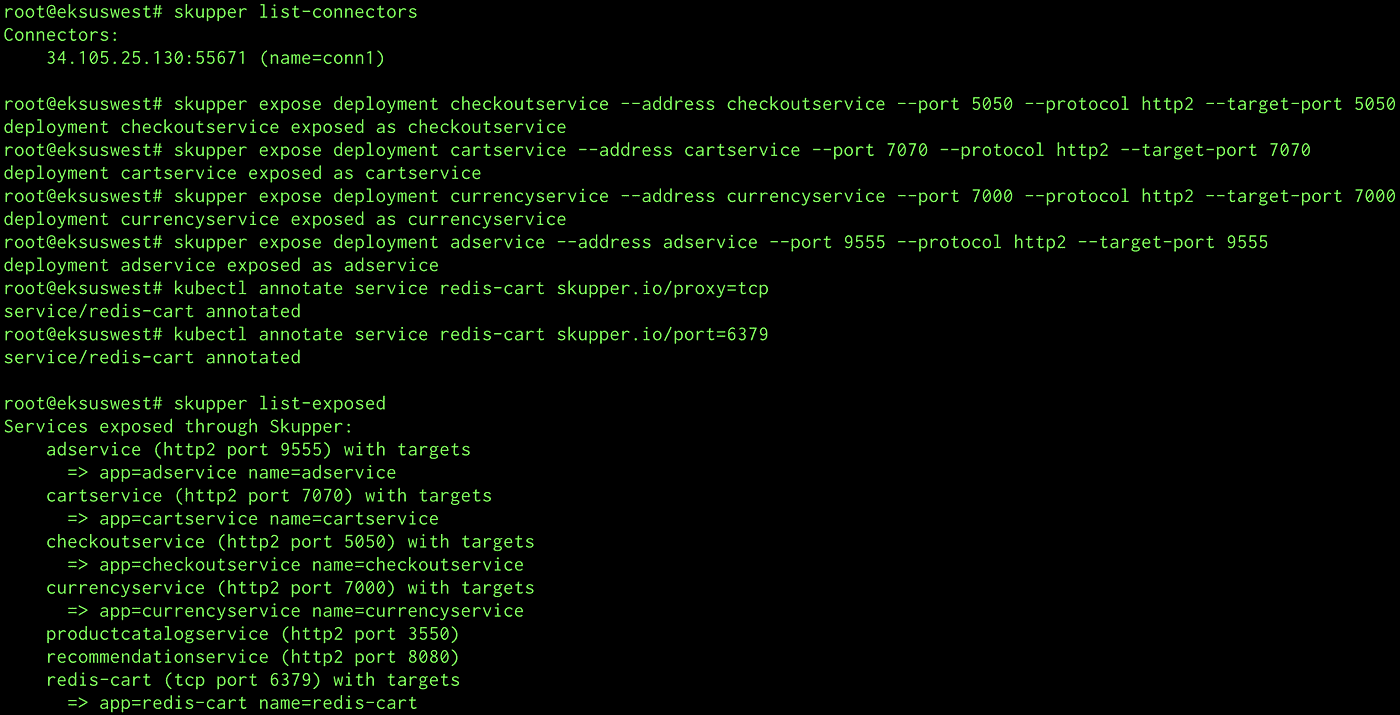 root@eksuswest# skupper list-connectors
Connectors:
    34.105.25.130:55671 (name=conn1)

root@eksuswest# skupper expose deployment checkoutservice --address checkoutservice --port 5050 --protocol http2 --target-port 5050
deployment checkoutservice exposed as checkoutservice
root@eksuswest# skupper expose deployment cartservice --address cartservice --port 7070 --protocol http2 --target-port 7070
deployment cartservice exposed as cartservice
root@eksuswest# skupper expose deployment currencyservice --address currencyservice --port 7000 --protocol http2 --target-port 7000
deployment currencyservice exposed as currencyservice
root@eksuswest# skupper expose deployment adservice --address adservice --port 9555 --protocol http2 --target-port 9555
deployment adservice exposed as adservice
root@eksuswest# kubectl annotate service redis-cart skupper.io/proxy=tcp
service/redis-cart annotated
root@eksuswest# kubectl annotate service redis-cart skupper.io/port=6379
service/redis-cart annotated

root@eksuswest# skupper list-exposed
Services exposed through Skupper:
    adservice (http2 port 9555) with targets
      => app=adservice name=adservice
    cartservice (http2 port 7070) with targets
      => app=cartservice name=cartservice
    checkoutservice (http2 port 5050) with targets
      => app=checkoutservice name=checkoutservice
    currencyservice (http2 port 7000) with targets
      => app=currencyservice name=currencyservice
    productcatalogservice (http2 port 3550)
    recommendationservice (http2 port 8080)
    redis-cart (tcp port 6379) with targets
      => app=redis-cart name=redis-cart